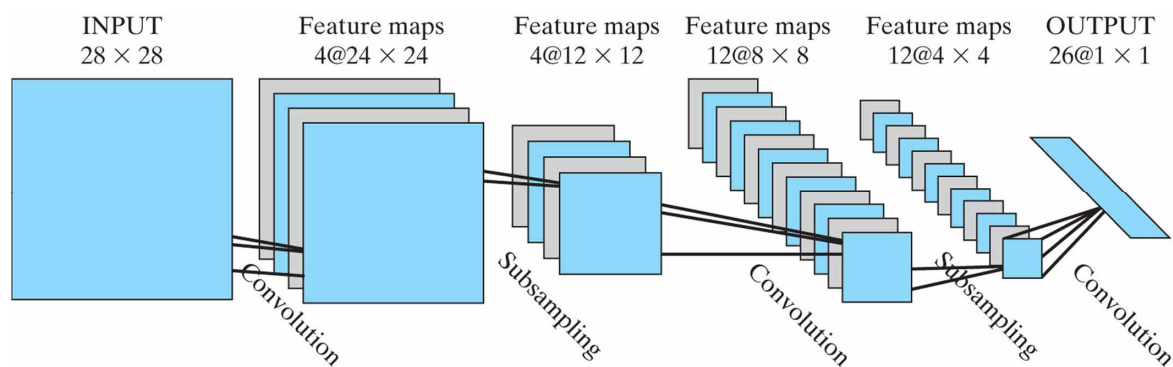 INPUT
28 × 28
Feature maps
4@24 × 24
Feature maps
4@12 × 12
Feature maps
12@8 × 8
Feature maps
12@4 × 4
OUTPUT
26@1 × 1
Convolution
Subsampling
Convolution
Subsampling
Convolution